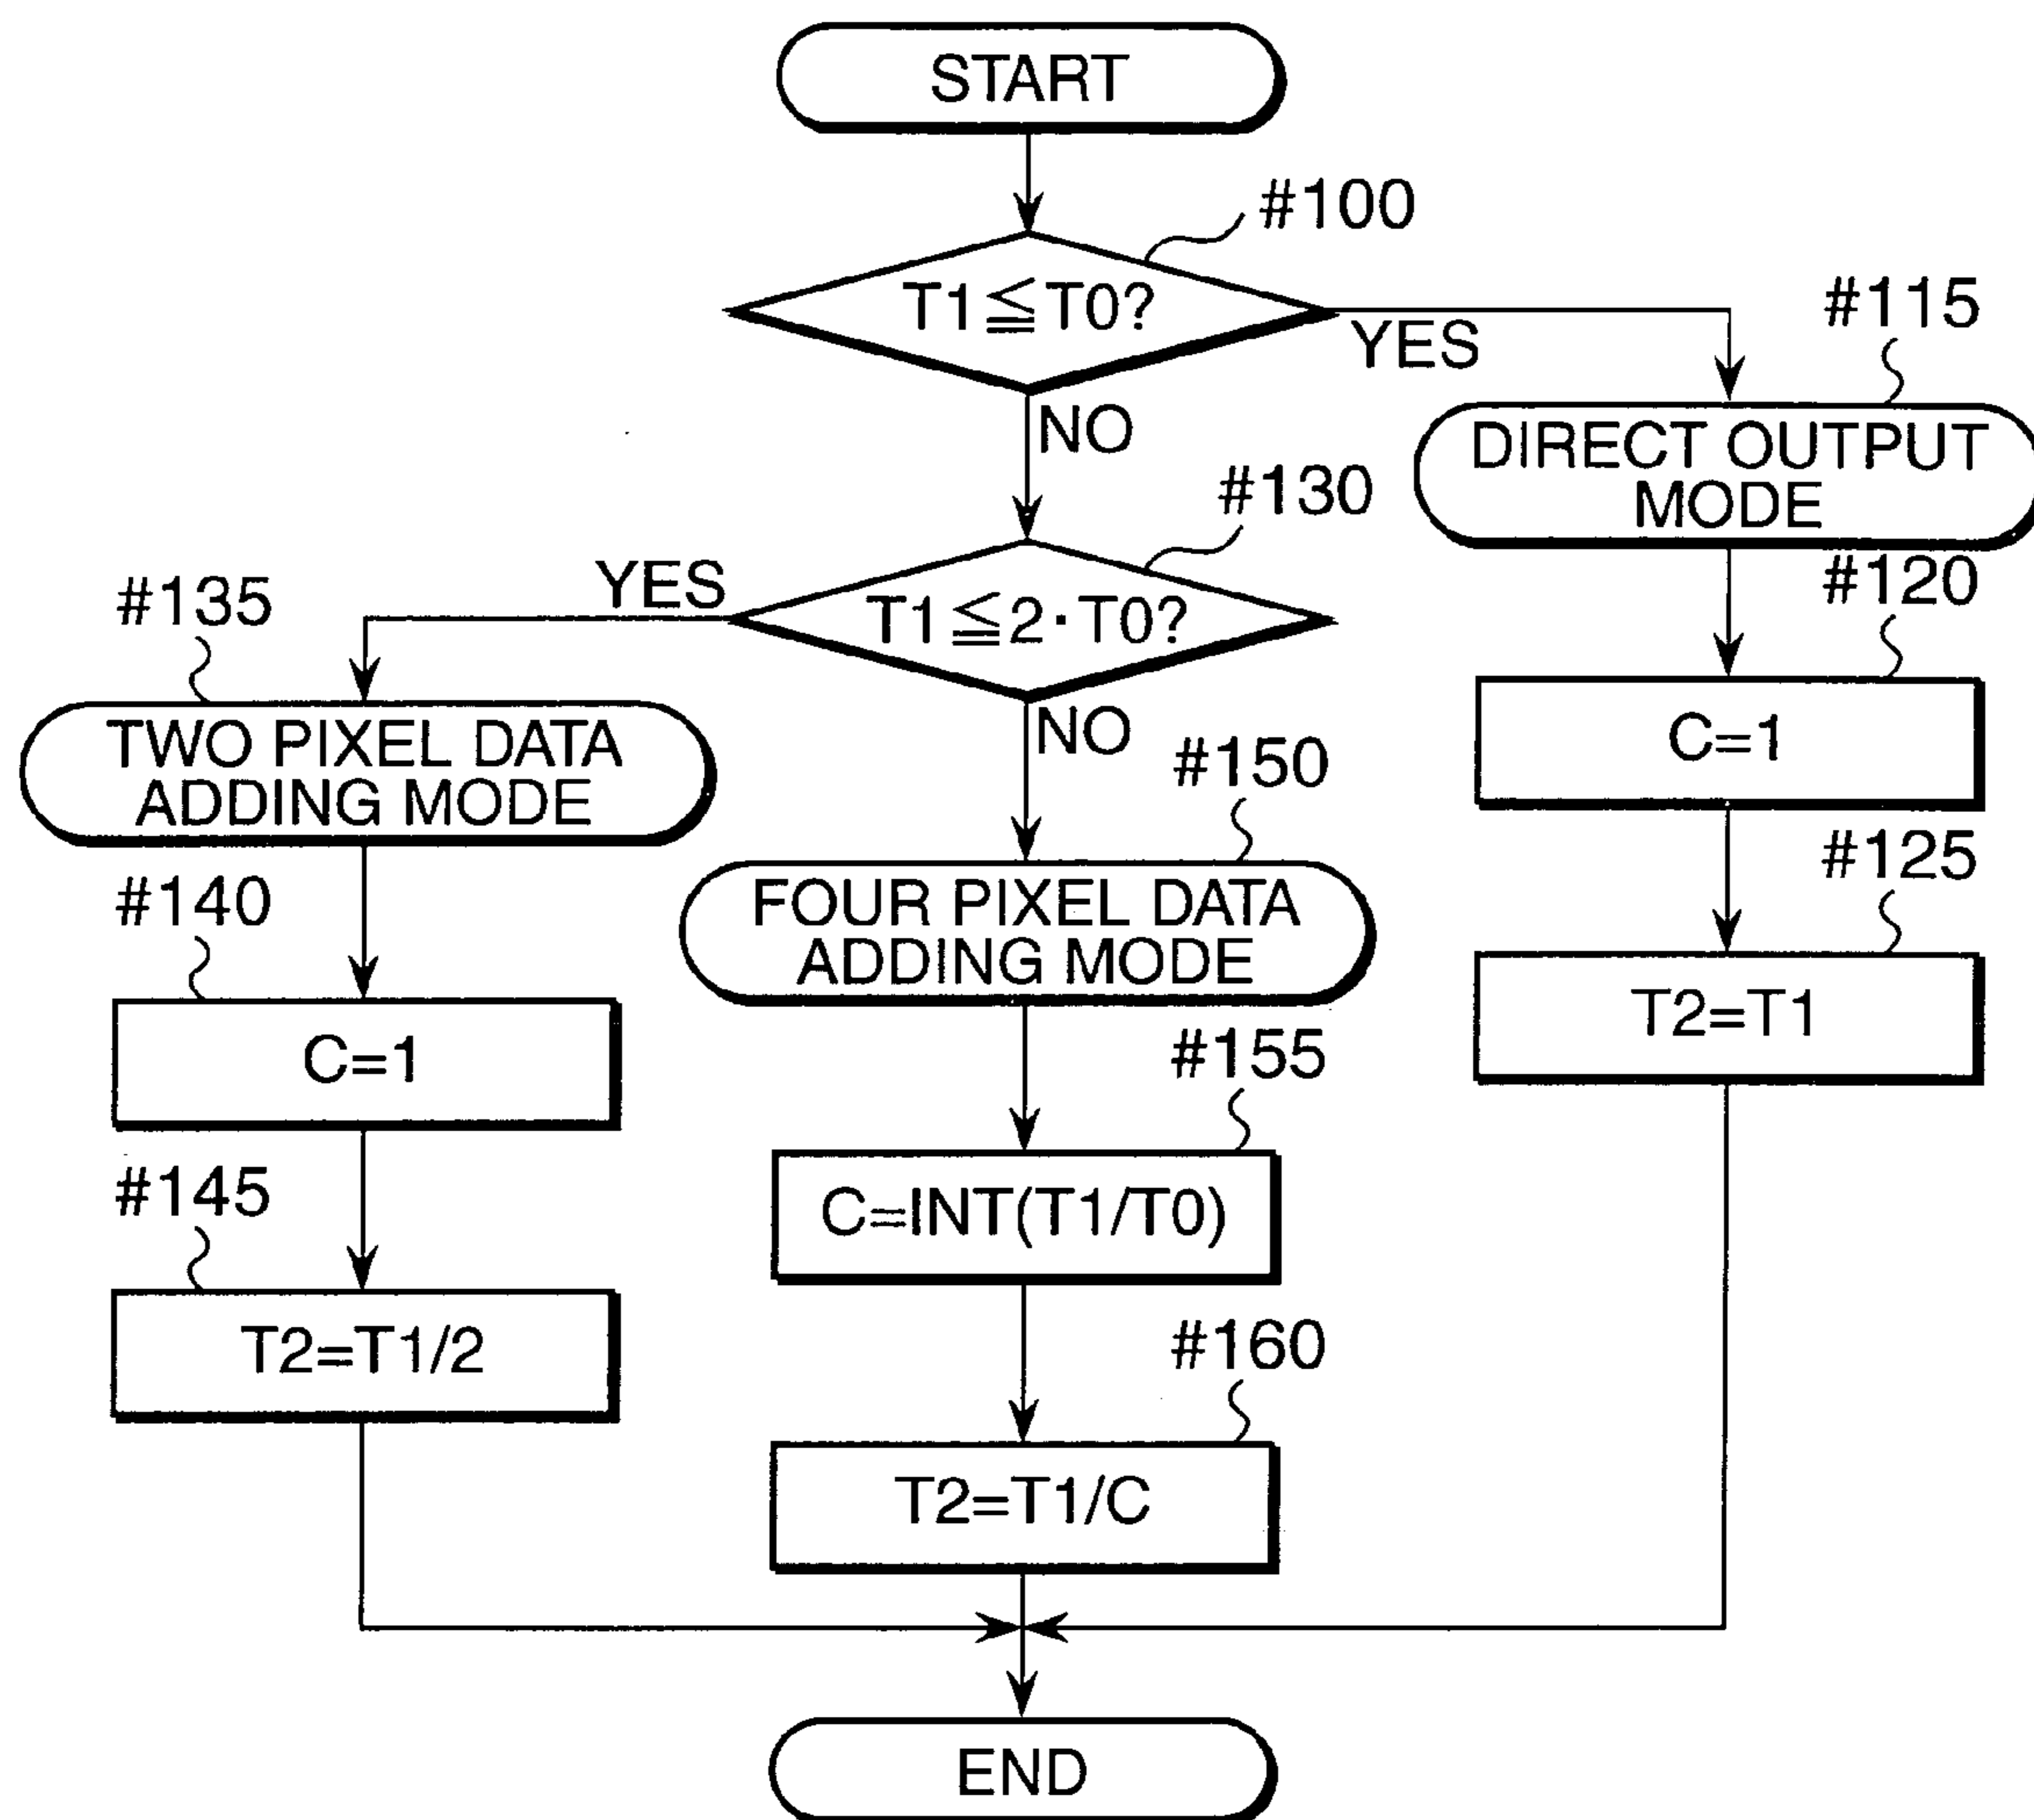 START
#100
T1≦T0?
YES
#115
NO
DIRECT OUTPUT
MODE
#130
#120
YES
T1≦2·T0?
#135
C=1
TWO PIXEL DATA
ADDING MODE
NO
#150
#125
#140
FOUR PIXEL DATA
ADDING MODE
T2=T1
C=1
#155
#145
C=INT(T1/T0)
T2=T1/2
#160
T2=T1/C
END